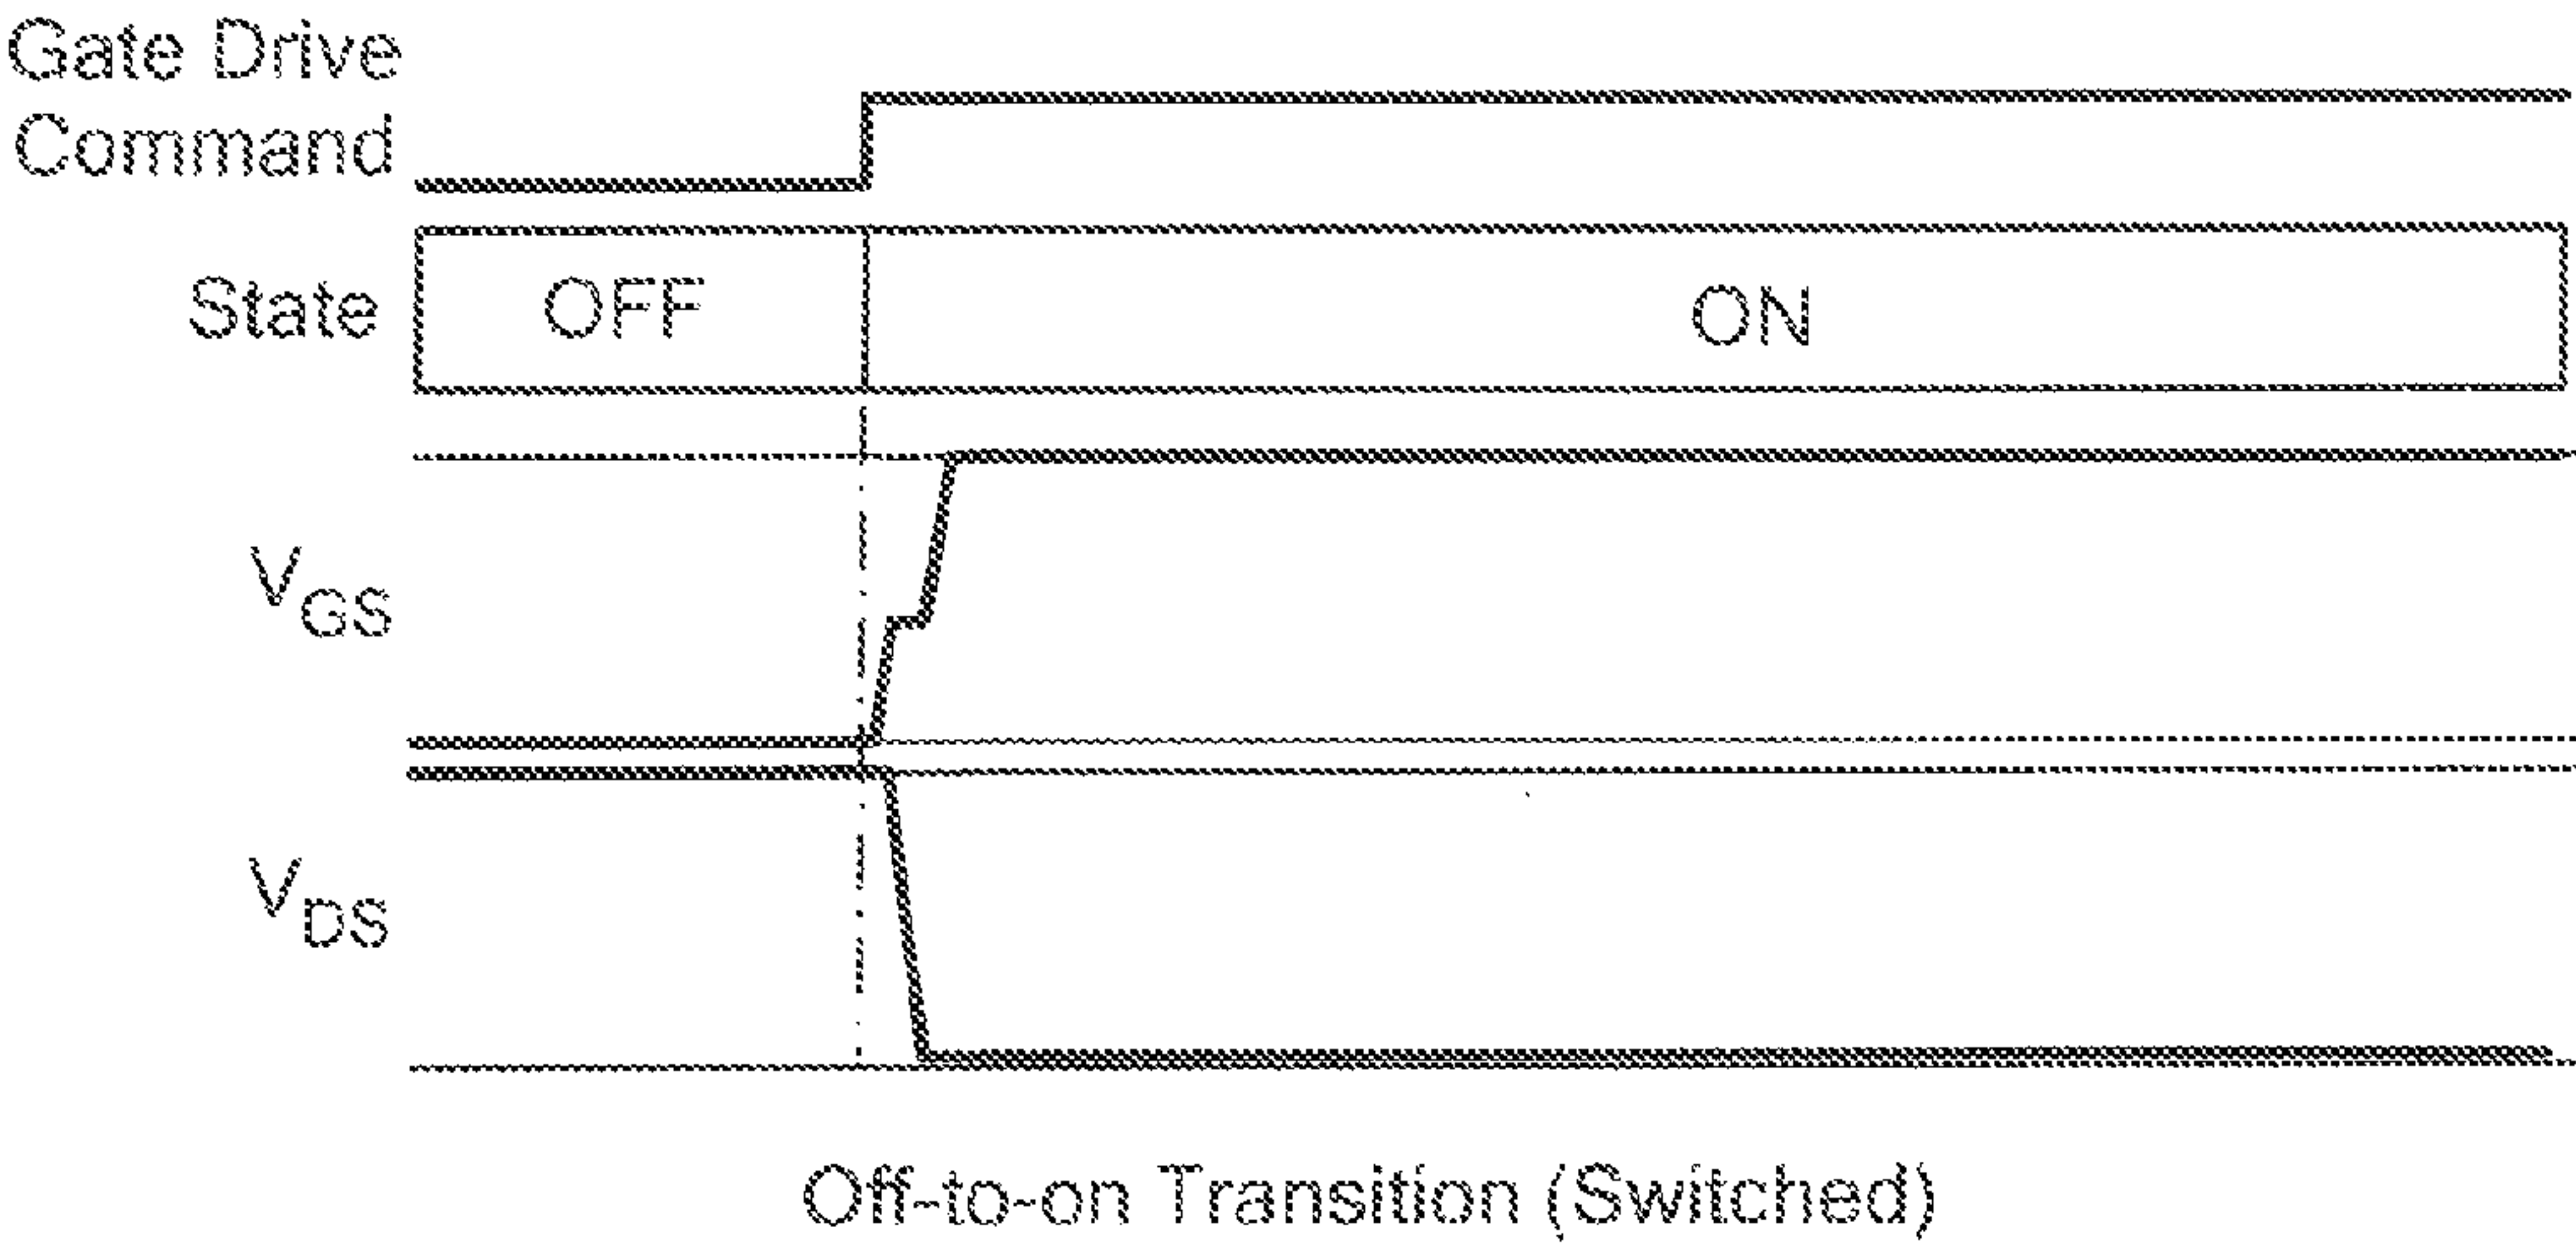 Gate Drive
Command
State
OFF
ON
VGS
VDS
Off-to-on Transition (Switched)